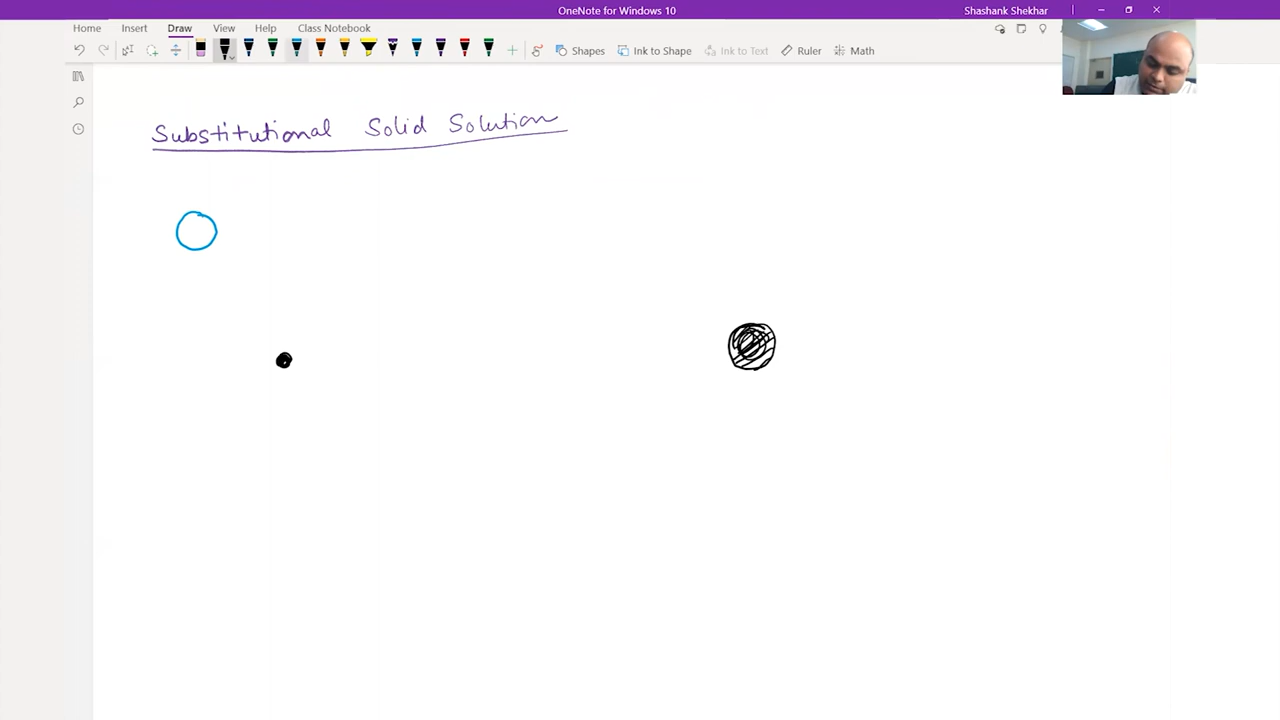 OneNote for Windows 10
Shashank Shekhar
Home Insert Draw View Help Class Notebook
Shapes Ink to Shape Ink to Text Ruler Math
Substitutional Solid Solution